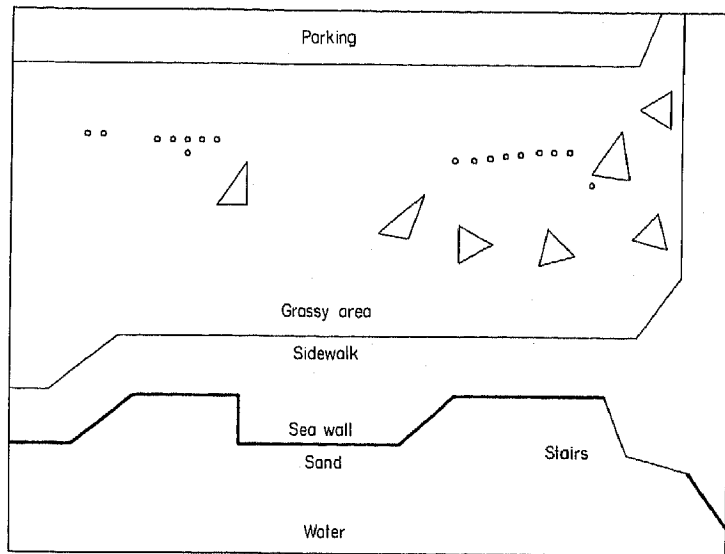 Parking
Grassy area
Sidewalk
Sea wall
Sand
Stairs
Water